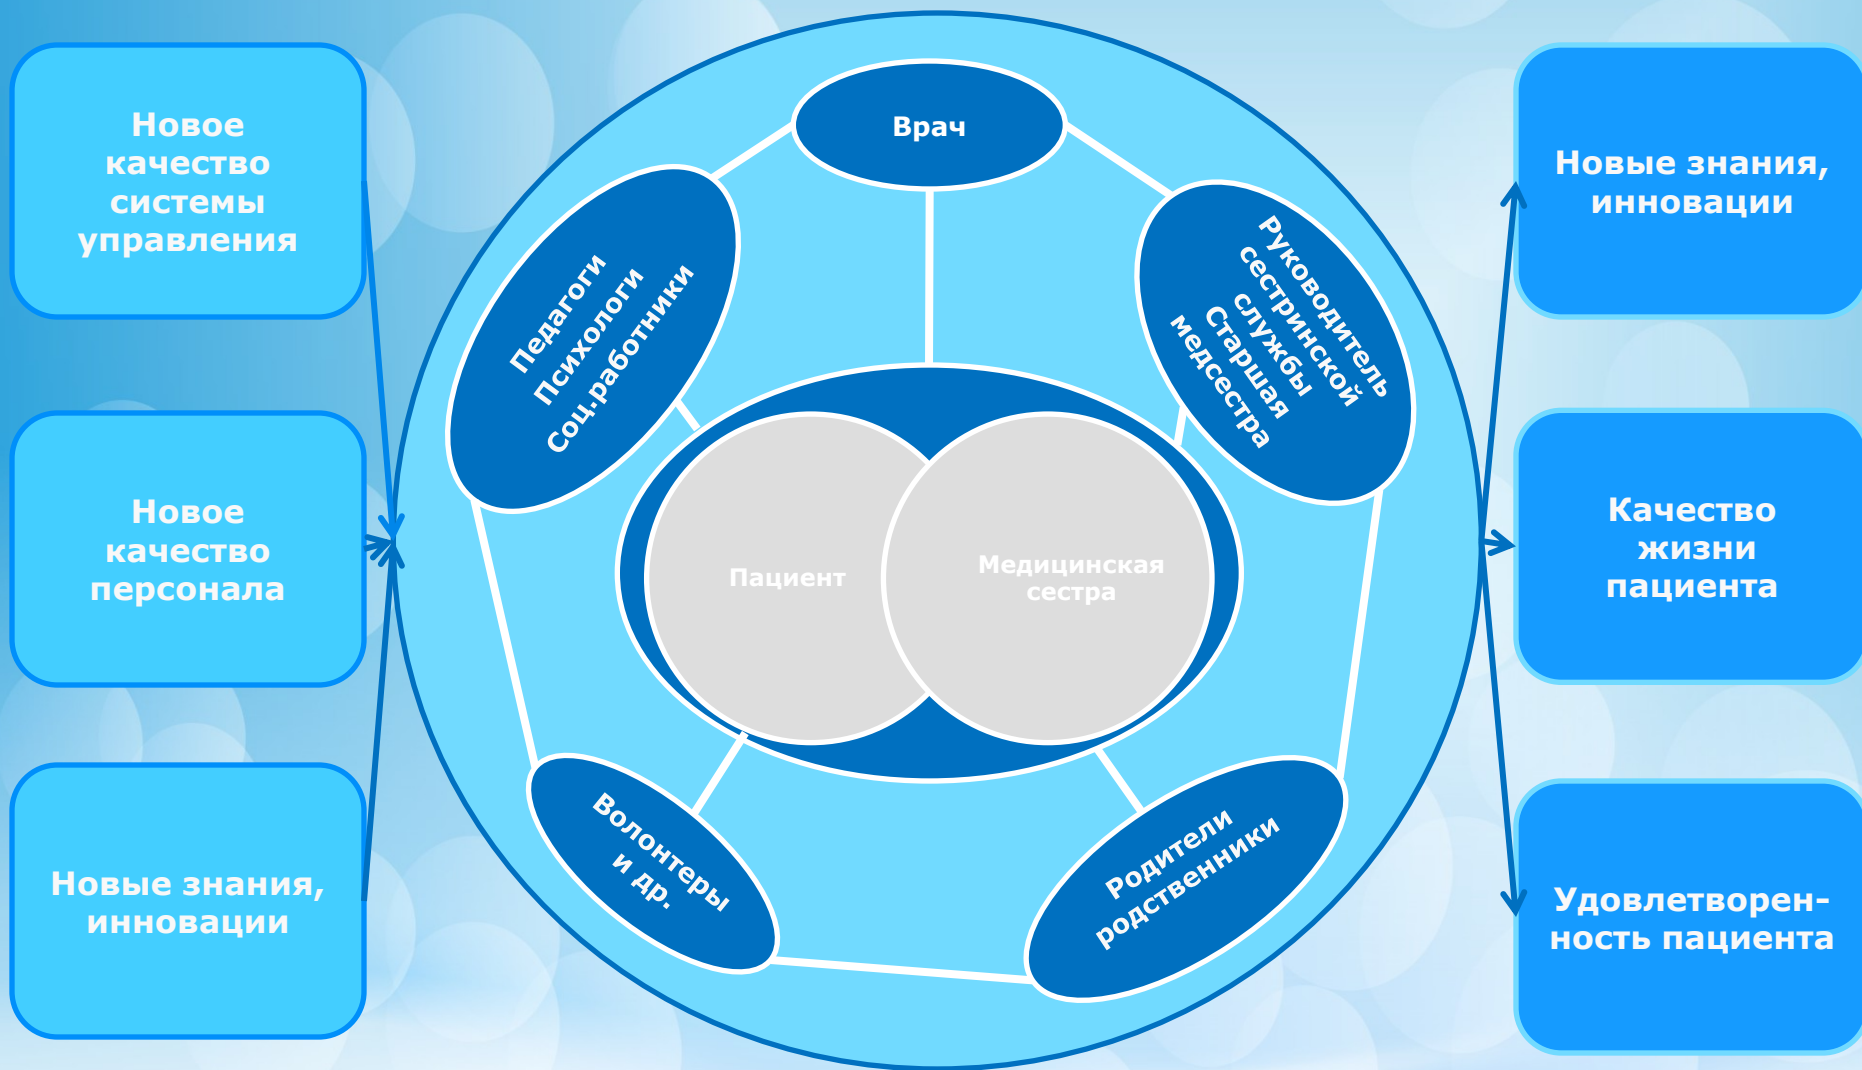 Новое
качество
системы
управления
Новое
качество
персонала
Новые знания,
инновации
Врач
Педагоги
Психологи
Соц.работники
Руководитель
сестринской
службы
Старшая
медсестра
Пациент
Медицинская
сестра
Волонтеры
и др.
Родители
родственники
Новые знания,
инновации
Качество
жизни
пациента
Удовлетворен–
ность пациента